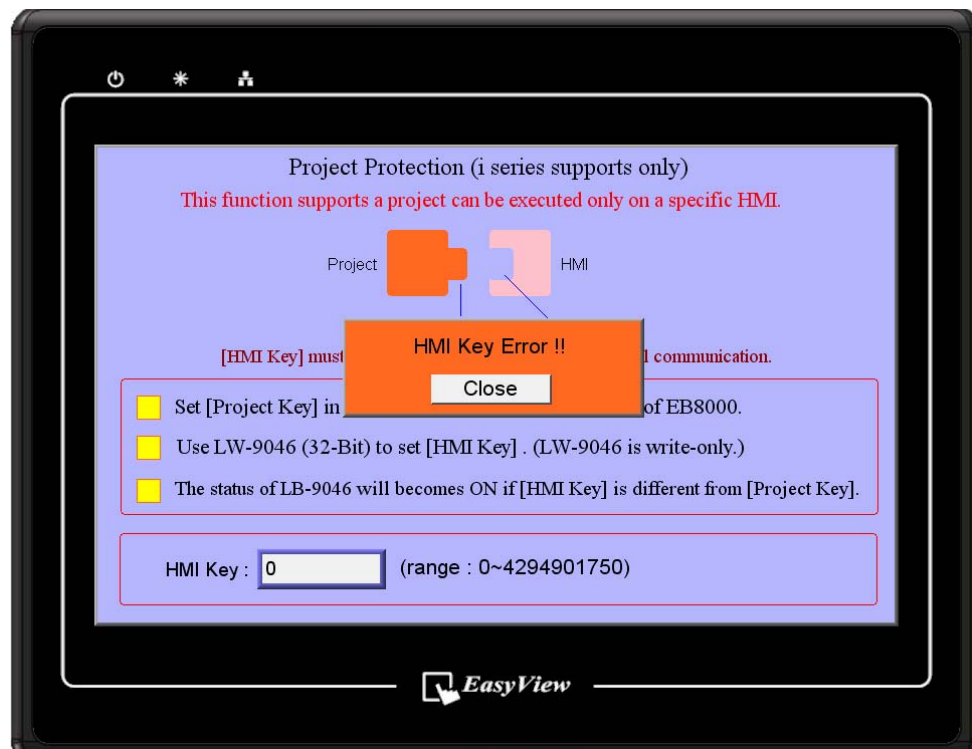 Project Protection (i series supports only)
This function supports a project can be executed only on a specific HMI.
Project
HMI
HMI Key Error !!
[HMI Key] must
communication.
Close
Set [Project Key] in
of EB8000.
Use LW-9046 (32-Bit) to set [HMI Key] . (LW-9046 is write-only.)
The status of LB-9046 will becomes ON if [HMI Key] is different from [Project Key].
HMI Key :
0
(range : 0~4294901750)
EasyView